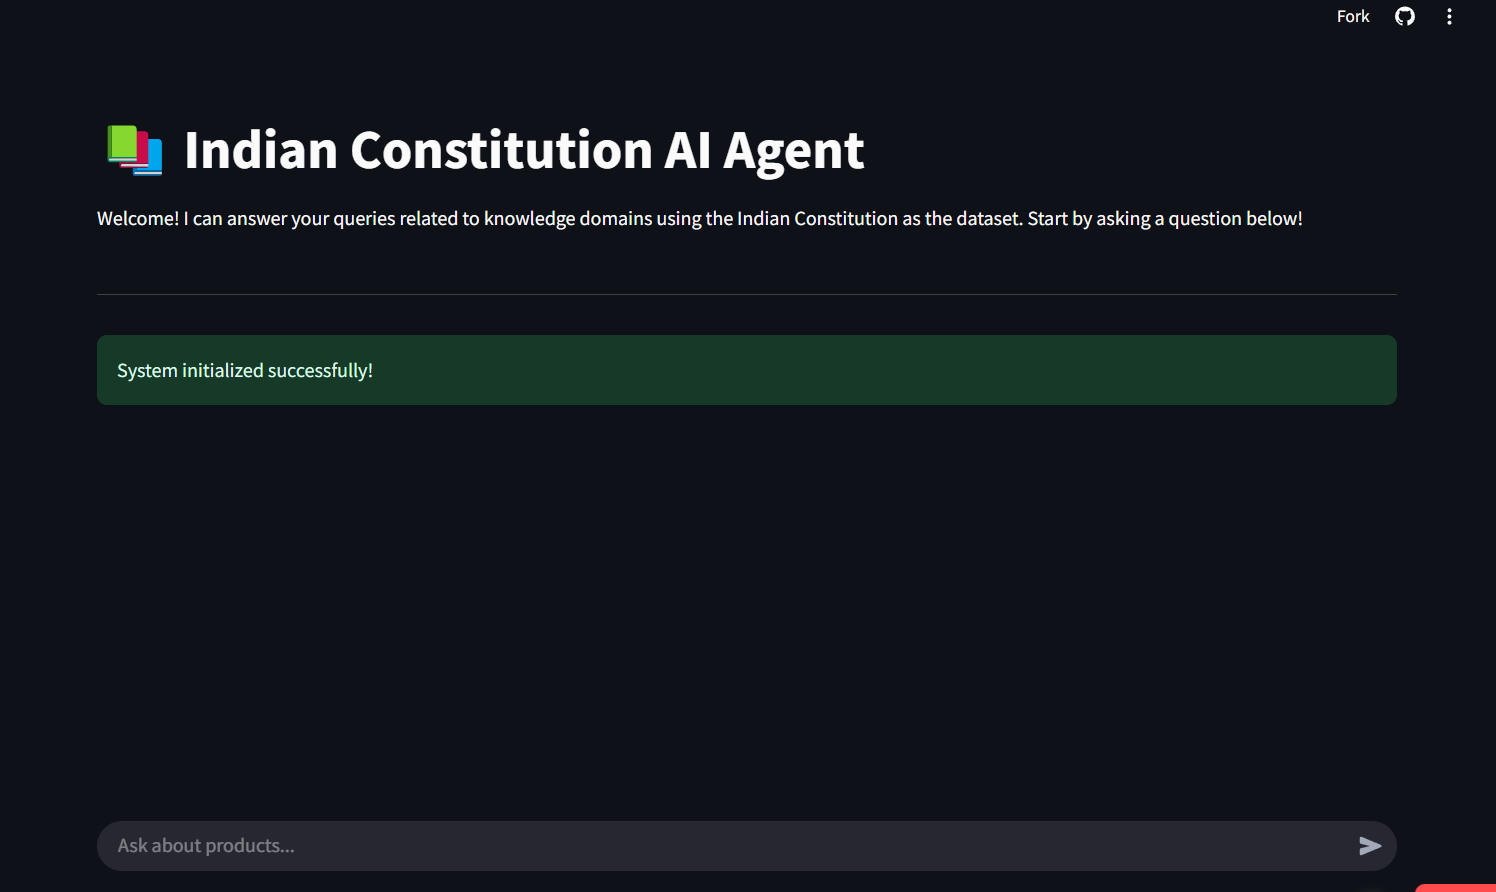 Fork
Indian Constitution AI Agent
Welcome! I can answer your queries related to knowledge domains using the Indian Constitution as the dataset. Start by asking a question below!
System initialized successfully!
Ask about products...